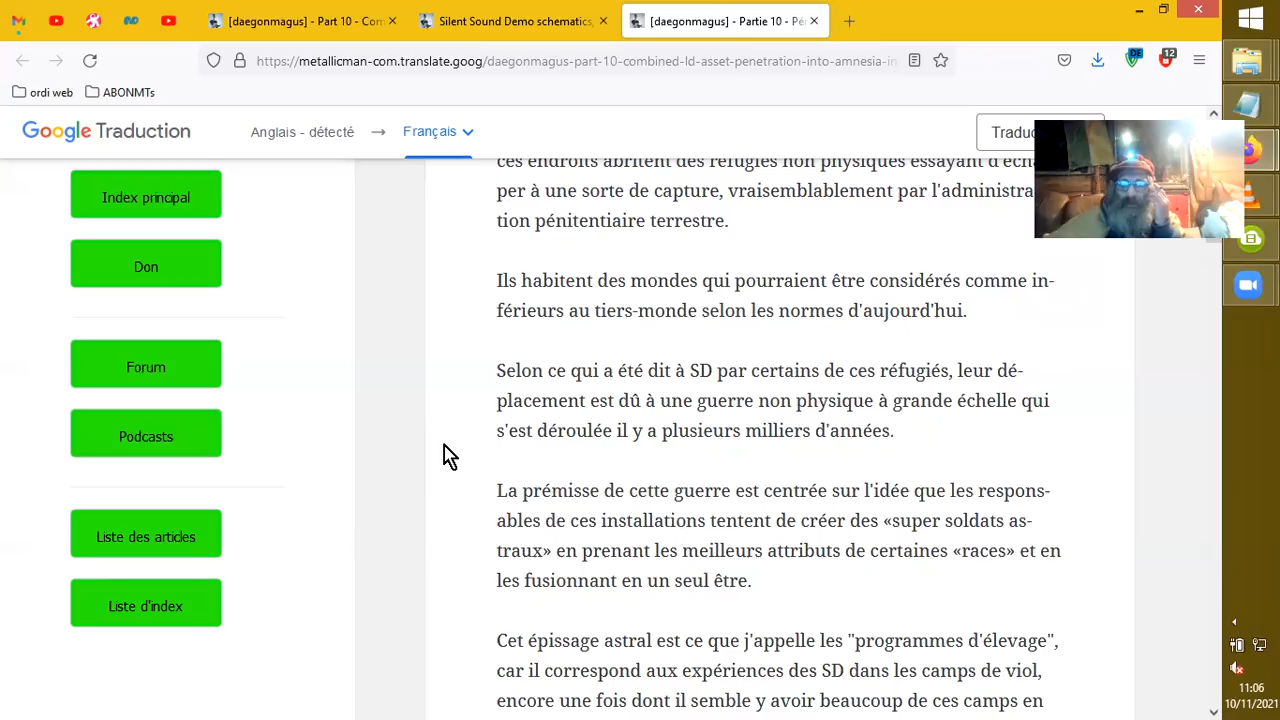 [daegonmagus] - Part 10 - Com
Silent Sound Demo schematics,
[daegonmagus] - Partie 10 - Pé
https://metallicman-com.translate.goog/daegonmagus-part-10-combined-ld-asset-penetration-into-amnesia-in
DE
12
ordi web
ABONMTs
Google Traduction
Anglais - détecté
Français
Traduc
Index principal
Don
Forum
Podcasts
Liste des articles
Liste d'index
ces endroits abritent des réfugiés non physiques essayant d'écha
per à une sorte de capture, vraisemblablement par l'administra
tion pénitentiaire terrestre.
Ils habitent des mondes qui pourraient être considérés comme in-
férieurs au tiers-monde selon les normes d'aujourd'hui.
Selon ce qui a été dit à SD par certains de ces réfugiés, leur dé-
placement est dû à une guerre non physique à grande échelle qui
s'est déroulée il y a plusieurs milliers d'années.
La prémisse de cette guerre est centrée sur l'idée que les respons-
ables de ces installations tentent de créer des «super soldats as-
traux» en prenant les meilleurs attributs de certaines «races» et en
les fusionnant en un seul être.
Cet épissage astral est ce que j'appelle les "programmes d'élevage",
car il correspond aux expériences des SD dans les camps de viol,
encore une fois dont il semble y avoir beaucoup de ces camps en
11:06
10/11/2021